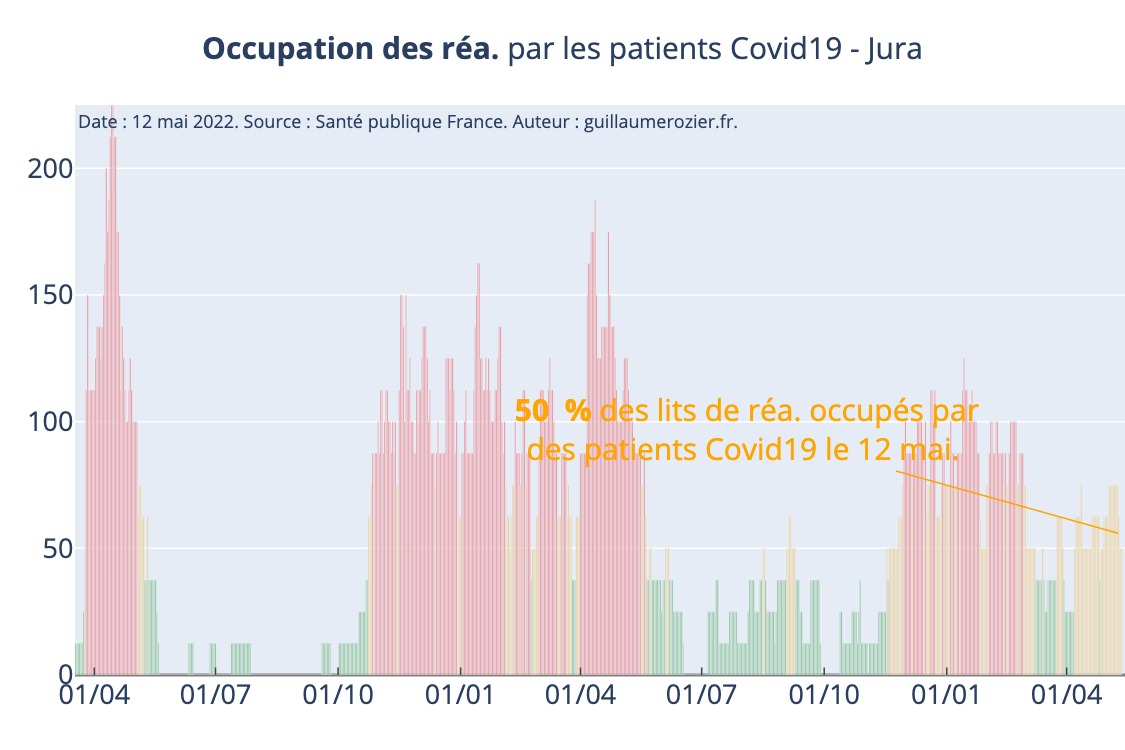 Occupation des réa. par les patients Covid19 - Jura
Date : 12 mai 2022. Source : Santé publique France. Auteur : guillaumerozier.fr.
200
150
100
50
0
50 % des lits de réa. occupés par
des patients Covid19 le 12 mai.
01/04 01/07 01/10 01/01 01/04 01/07 01/10 01/01 01/04